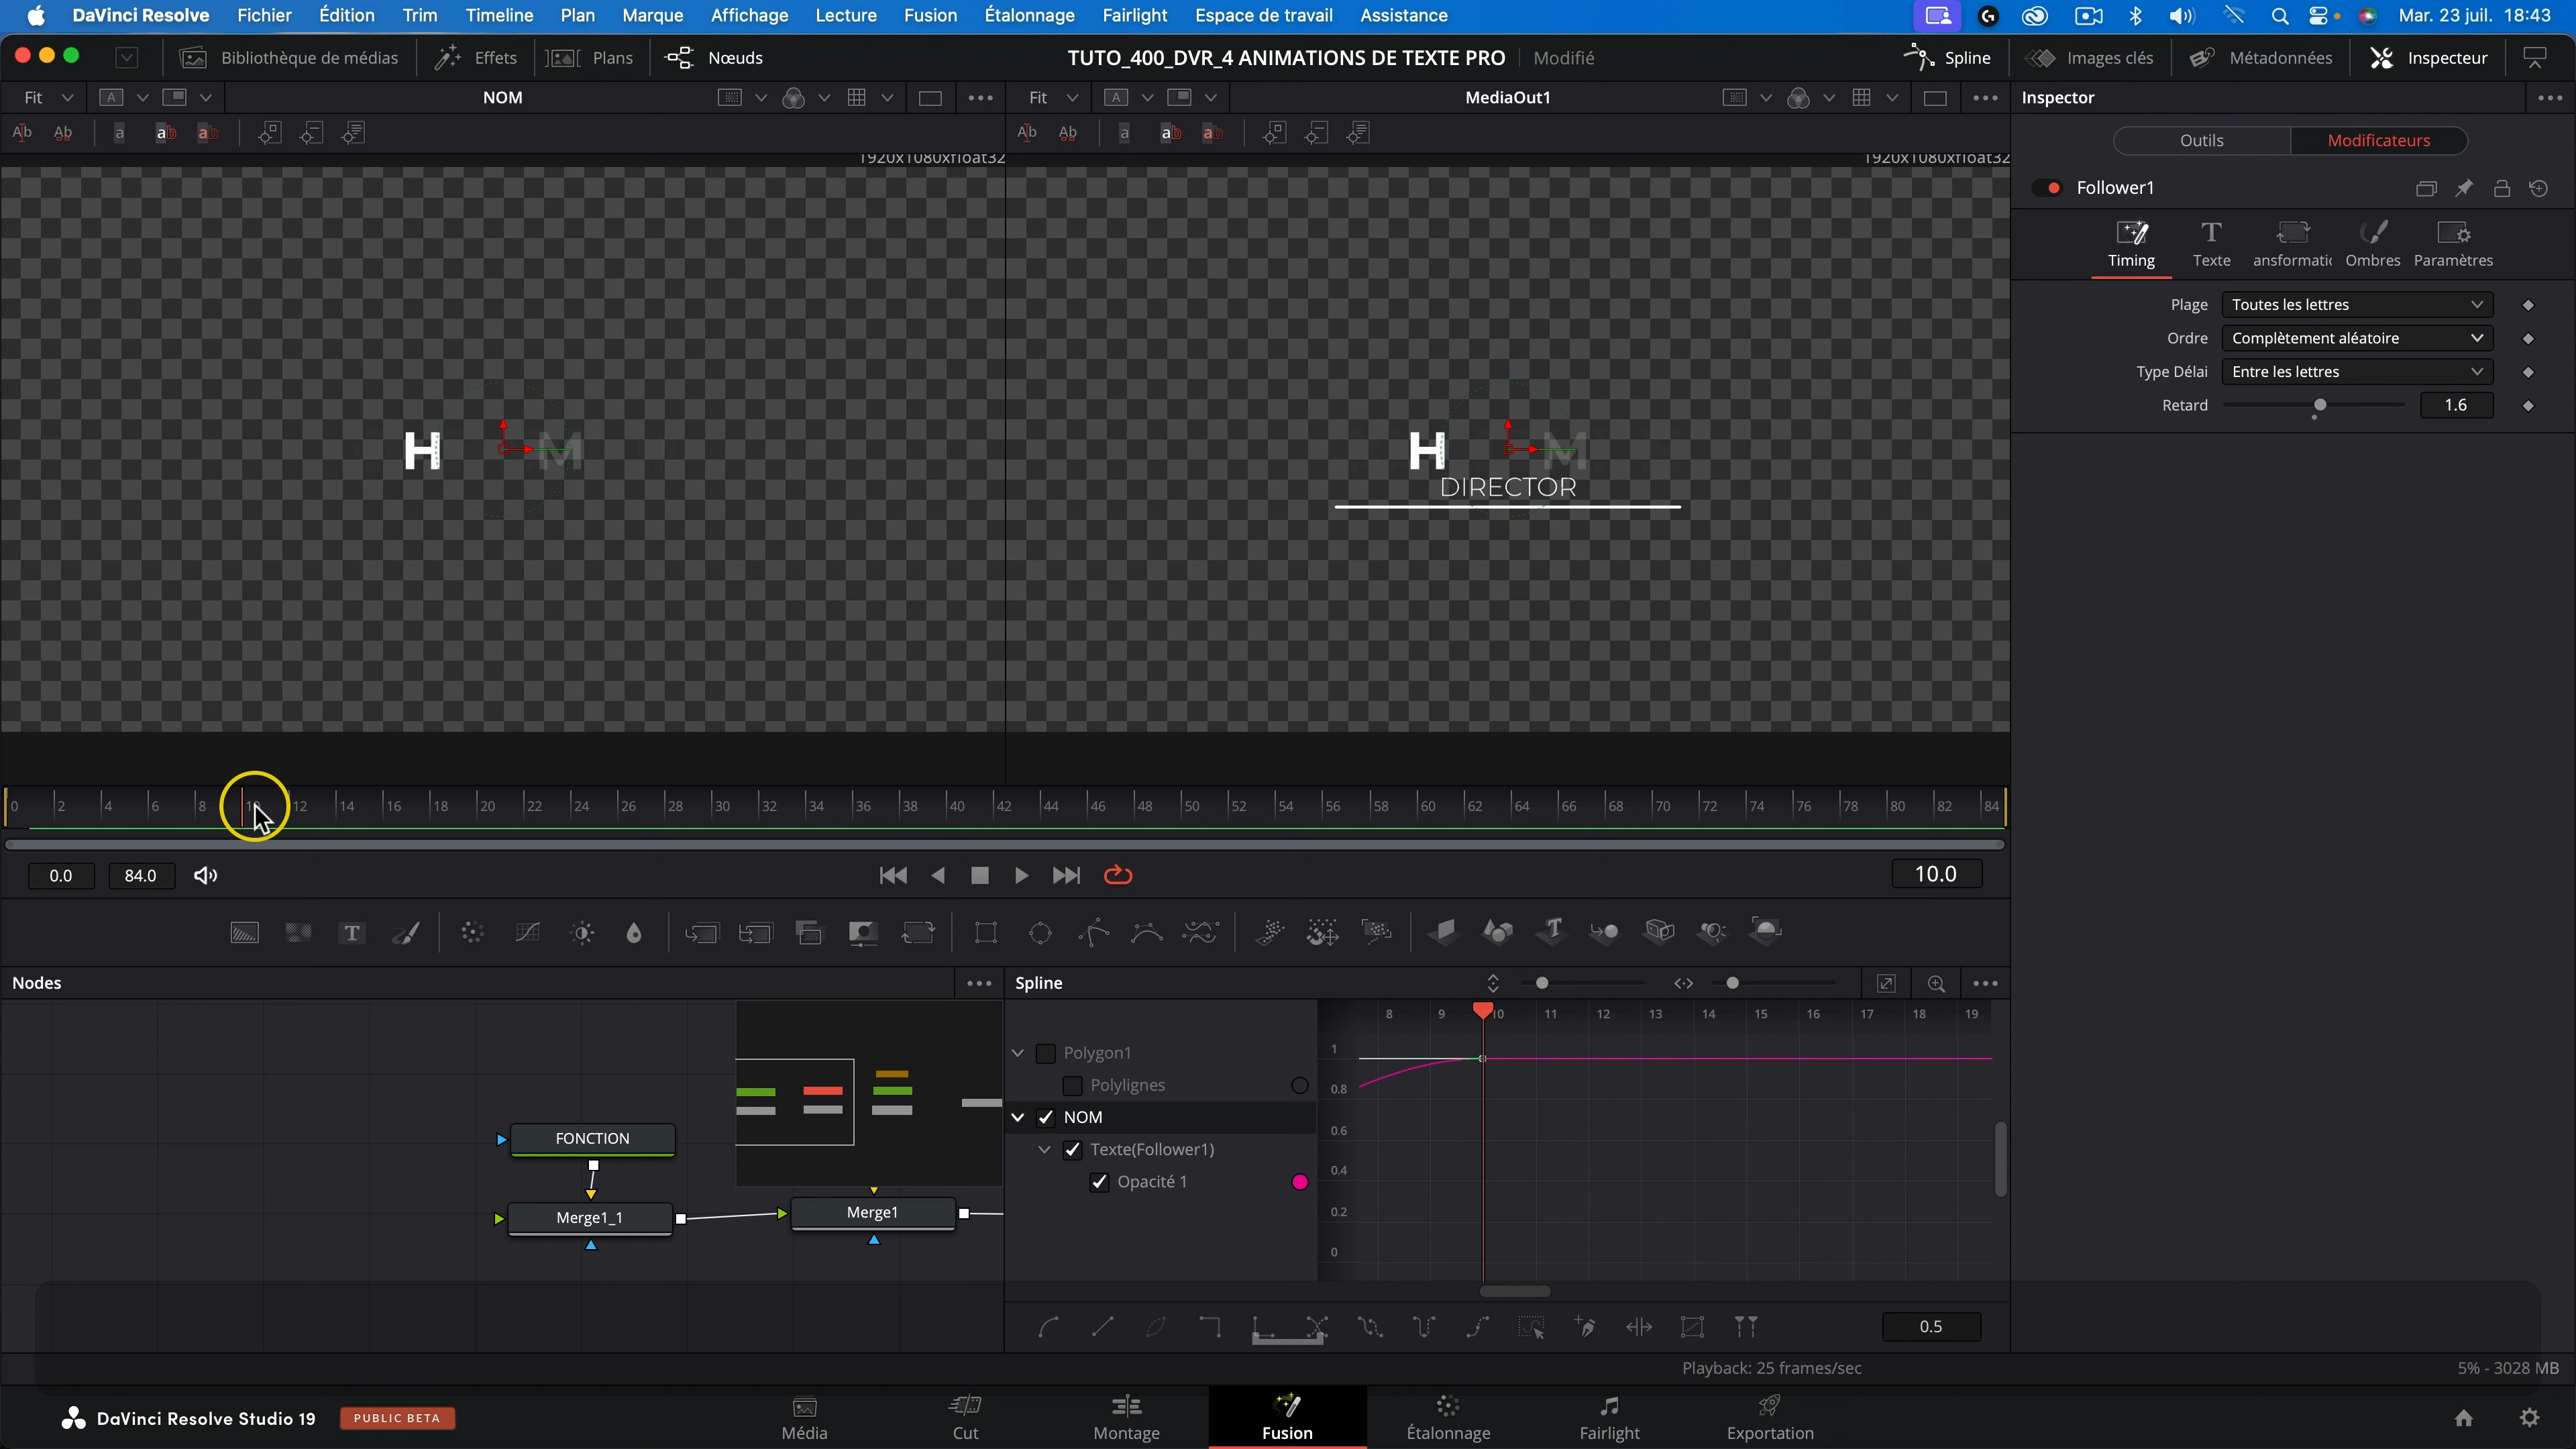 DaVinci Resolve Fichier Édition Trim Timeline Plan Marque Affichage Lecture Fusion Étalonnage Fairlight Espace de travail Assistance Mar. 23 juil. 18:43
Bibliothèque de médias Effets Plans Nœuds TUTO_400_DVR_4 ANIMATIONS DE TEXTE PRO Modifié Spline Images clés Métadonnées Inspecteur
Fit NOM Fit MediaOut1 Inspector
1920x1080xfloat32 1920x1080xfloat32
Outils Modificateurs
Follower1
Timing Texte ansformatic Ombres Paramètres
Plage Toutes les lettres
Ordre Complètement aléatoire
Type Délai Entre les lettres
Retard 1.6
H M
H M
DIRECTOR
0 2 4 6 8 10 12 14 16 18 20 22 24 26 28 30 32 34 36 38 40 42 44 46 48 50 52 54 56 58 60 62 64 66 68 70 72 74 76 78 80 82 84
0.0 84.0 10.0
Nodes Spline
8 9 10 11 12 13 14 15 16 17 18 19
Polygon1
Polylignes
NOM
Texte(Follower1)
Opacité 1
1
0.8
0.6
0.4
0.2
0
FONCTION
Merge1_1 Merge1
0.5
Playback: 25 frames/sec 5% - 3028 MB
DaVinci Resolve Studio 19 PUBLIC BETA
Média Cut Montage Fusion Étalonnage Fairlight Exportation